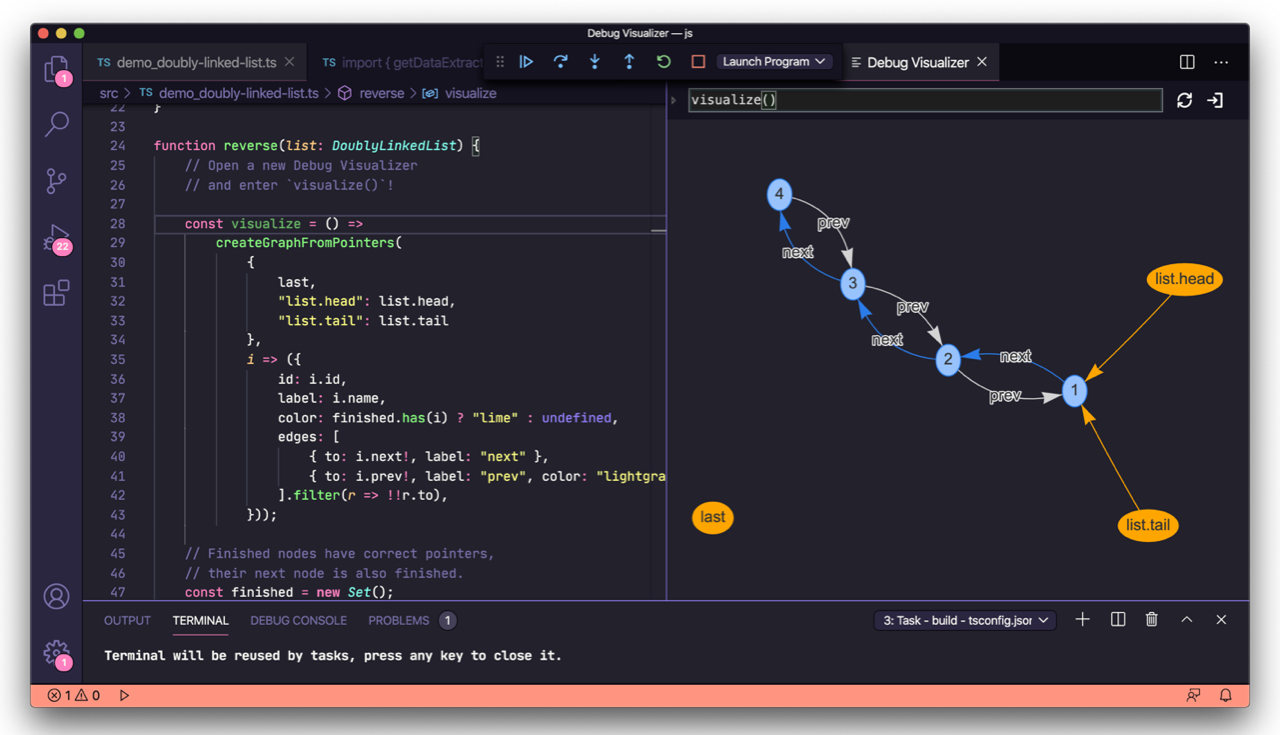 Debug Visualizer — js
TS demo_doubly-linked-list.ts
TS import { getDataExtract
Launch Program
Debug Visualizer
src > TS demo_doubly-linked-list.ts > reverse > visualize
visualize()
22 }
23
24 function reverse(list: DoublyLinkedList) {
25 // Open a new Debug Visualizer
26 // and enter `visualize()`!
27
28 const visualize = () =>
29 createGraphFromPointers(
30 {
31 last,
32 "list.head": list.head,
33 "list.tail": list.tail
34 },
35 i => ({
36 id: i.id,
37 label: i.name,
38 color: finished.has(i) ? "lime" : undefined,
39 edges: [
40 { to: i.next!, label: "next" },
41 { to: i.prev!, label: "prev", color: "lightgra
42 ].filter(r => !!r.to),
43 }));
44
45 // Finished nodes have correct pointers,
46 // their next node is also finished.
47 const finished = new Set();
4
prev
next
3
prev
next
2
next
prev
1
list.head
list.tail
last
1
22
1
OUTPUT TERMINAL DEBUG CONSOLE PROBLEMS 1
3: Task - build - tsconfig.json
Terminal will be reused by tasks, press any key to close it.
1 0